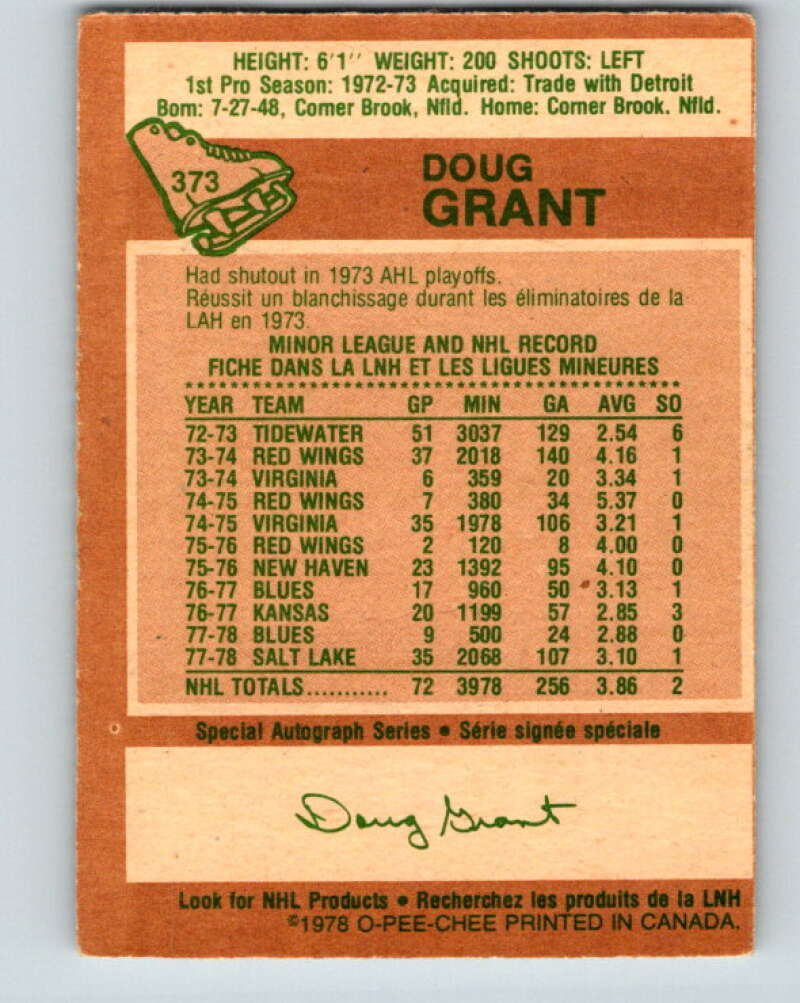 HEIGHT: 6'1'' WEIGHT: 200 SHOOTS: LEFT
1st Pro Season: 1972-73 Acquired: Trade with Detroit
Born: 7-27-48, Corner Brook, Nfld. Home: Corner Brook. Nfld.
373
DOUG
GRANT
Had shutout in 1973 AHL playoffs.
Réussit un blanchissage durant les éliminatoires de la
LAH en 1973.
MINOR LEAGUE AND NHL RECORD
FICHE DANS LA LNH ET LES LIGUES MINEURES
YEAR TEAM GP MIN GA AVG SO
72-73 TIDEWATER 51 3037 129 2.54 6
73-74 RED WINGS 37 2018 140 4.16 1
73-74 VIRGINIA 6 359 20 3.34 1
74-75 RED WINGS 7 380 34 5.37 0
74-75 VIRGINIA 35 1978 106 3.21 1
75-76 RED WINGS 2 120 8 4.00 0
75-76 NEW HAVEN 23 1392 95 4.10 0
76-77 BLUES 17 960 50 3.13 1
76-77 KANSAS 20 1199 57 2.85 3
77-78 BLUES 9 500 24 2.88 0
77-78 SALT LAKE 35 2068 107 3.10 1
NHL TOTALS........... 72 3978 256 3.86 2
Special Autograph Series • Série signée spéciale
Doug Grant
Look for NHL Products • Recherchez les produits de la LNH
©1978 O-PEE-CHEE PRINTED IN CANADA.